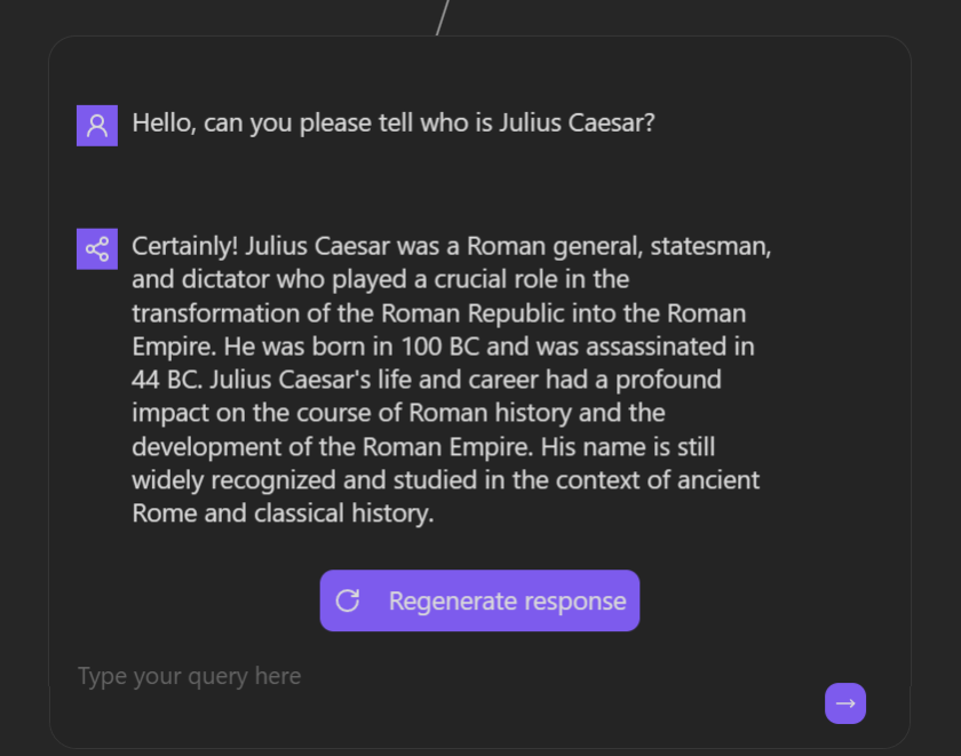 Hello, can you please tell who is Julius Caesar?
Certainly! Julius Caesar was a Roman general, statesman,
and dictator who played a crucial role in the
transformation of the Roman Republic into the Roman
Empire. He was born in 100 BC and was assassinated in
44 BC. Julius Caesar's life and career had a profound
impact on the course of Roman history and the
development of the Roman Empire. His name is still
widely recognized and studied in the context of ancient
Rome and classical history.
Regenerate response
Type your query here